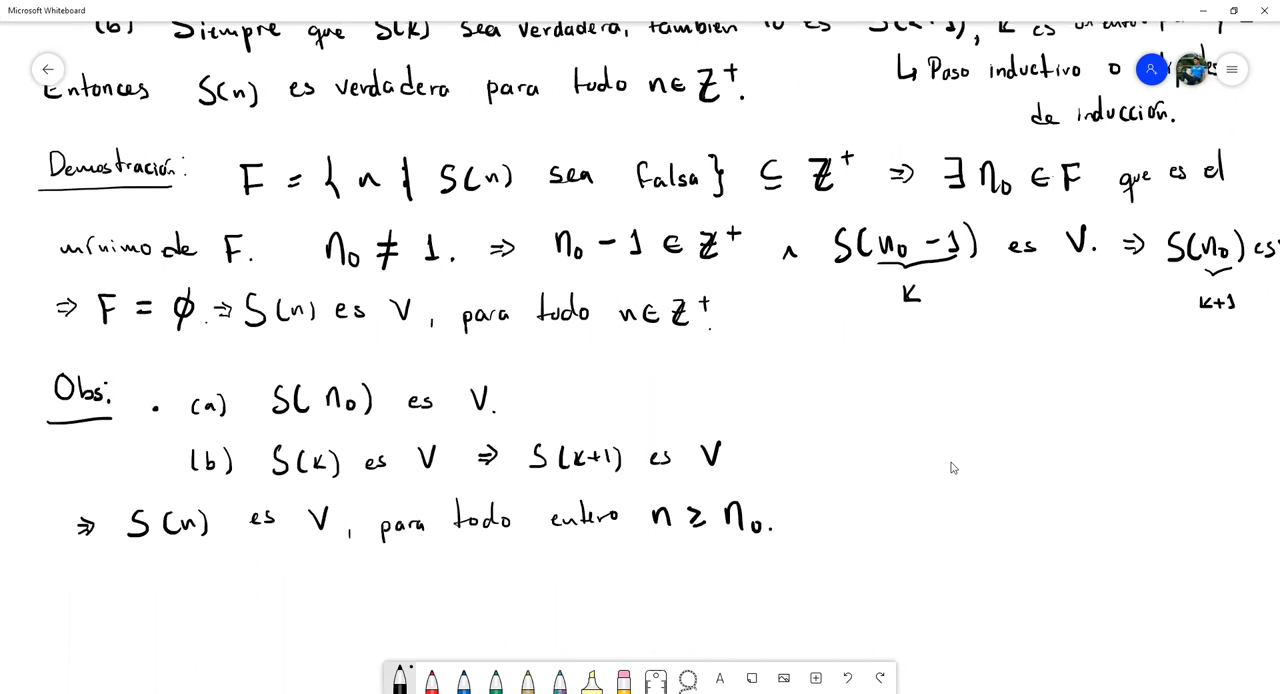 Microsoft Whiteboard
(b) Siempre que S(k) sea verdadera, también lo es S(k+1), k es
↳ Paso inductivo o
Entonces S(n) es verdadera para todo n ∈ Z⁺.
de inducción.
Demostración: F = { n | S(n) sea falsa } ⊆ Z⁺ ⇒ ∃ n₀ ∈ F que es el
mínimo de F. n₀ ≠ 1. ⇒ n₀ - 1 ∈ Z⁺ ∧ S(n₀ - 1) es V. ⇒ S(n₀) es
k k+1
⇒ F = ∅. ⇒ S(n) es V, para todo n ∈ Z⁺.
Obs: • (a) S(n₀) es V.
(b) S(k) es V ⇒ S(k+1) es V
⇒ S(n) es V, para todo entero n ≥ n₀.